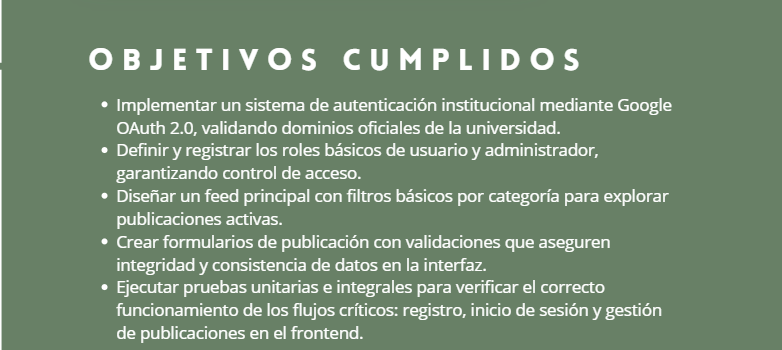 OBJETIVOS CUMPLIDOS
• Implementar un sistema de autenticación institucional mediante Google
OAuth 2.0, validando dominios oficiales de la universidad.
• Definir y registrar los roles básicos de usuario y administrador,
garantizando control de acceso.
• Diseñar un feed principal con filtros básicos por categoría para explorar
publicaciones activas.
• Crear formularios de publicación con validaciones que aseguren
integridad y consistencia de datos en la interfaz.
• Ejecutar pruebas unitarias e integrales para verificar el correcto
funcionamiento de los flujos críticos: registro, inicio de sesión y gestión
de publicaciones en el frontend.